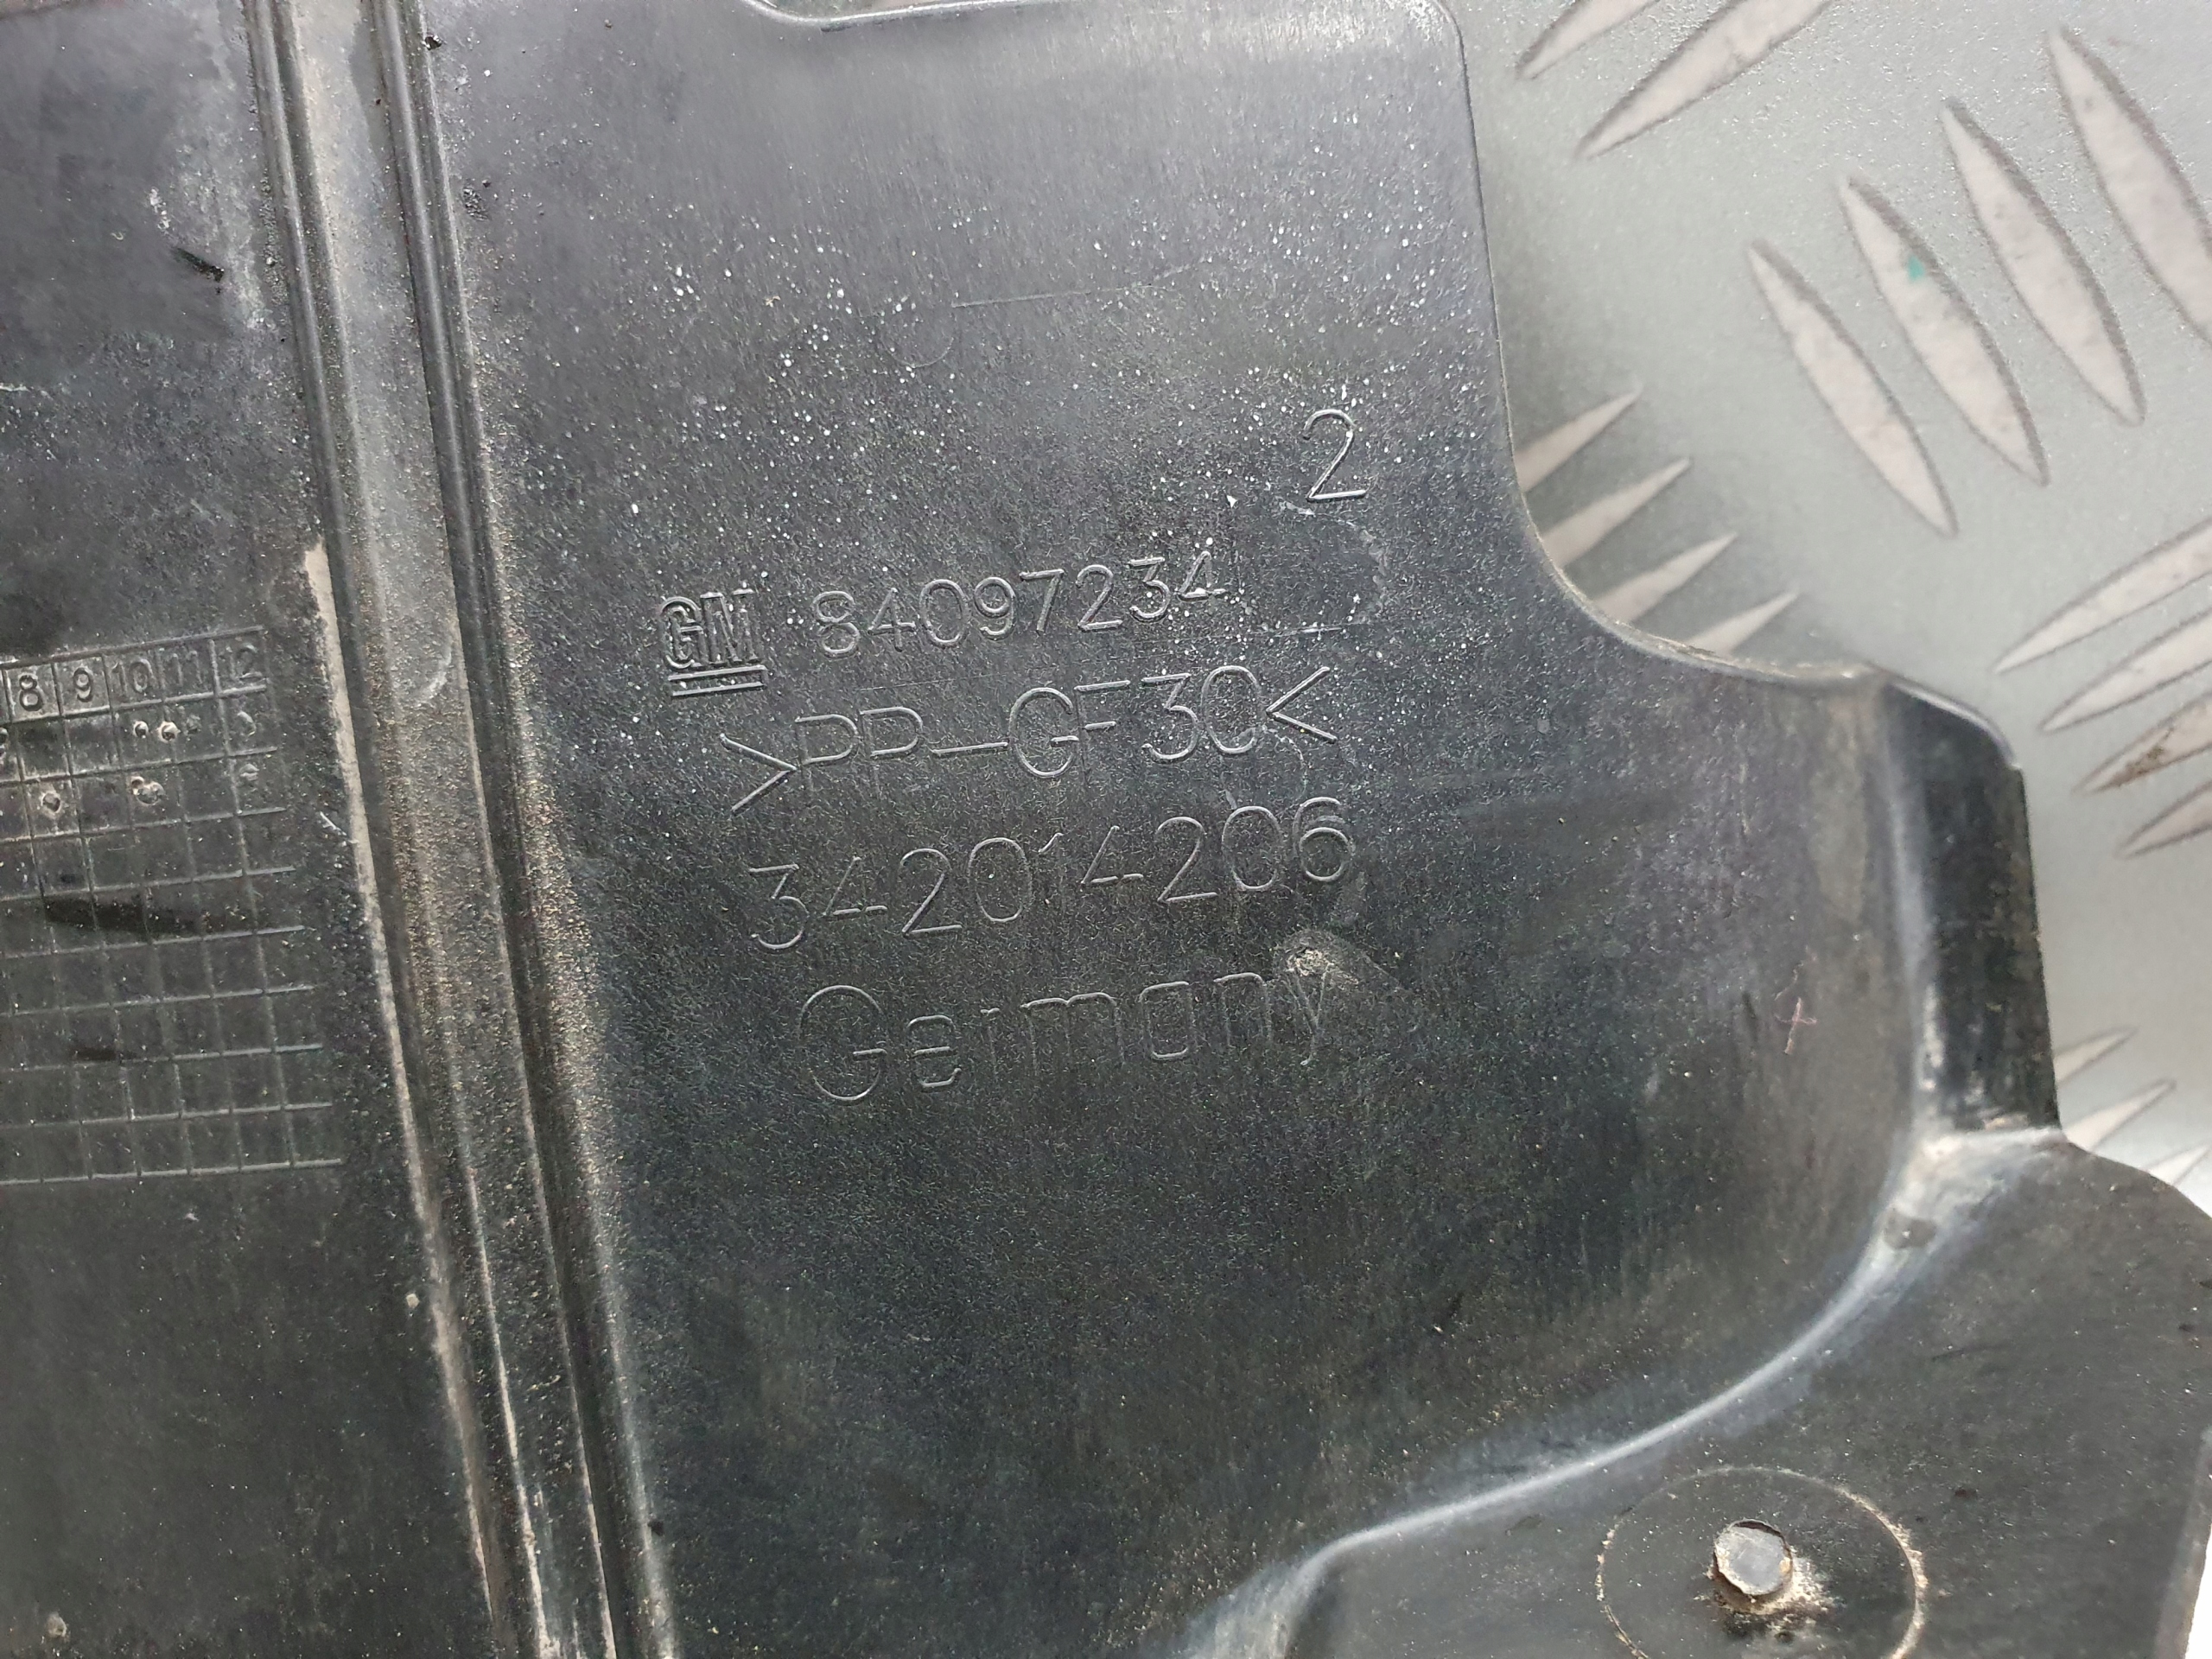 2
GM 84097234
>PP-GF30<
342014206
Germany
8 9 10 11 12